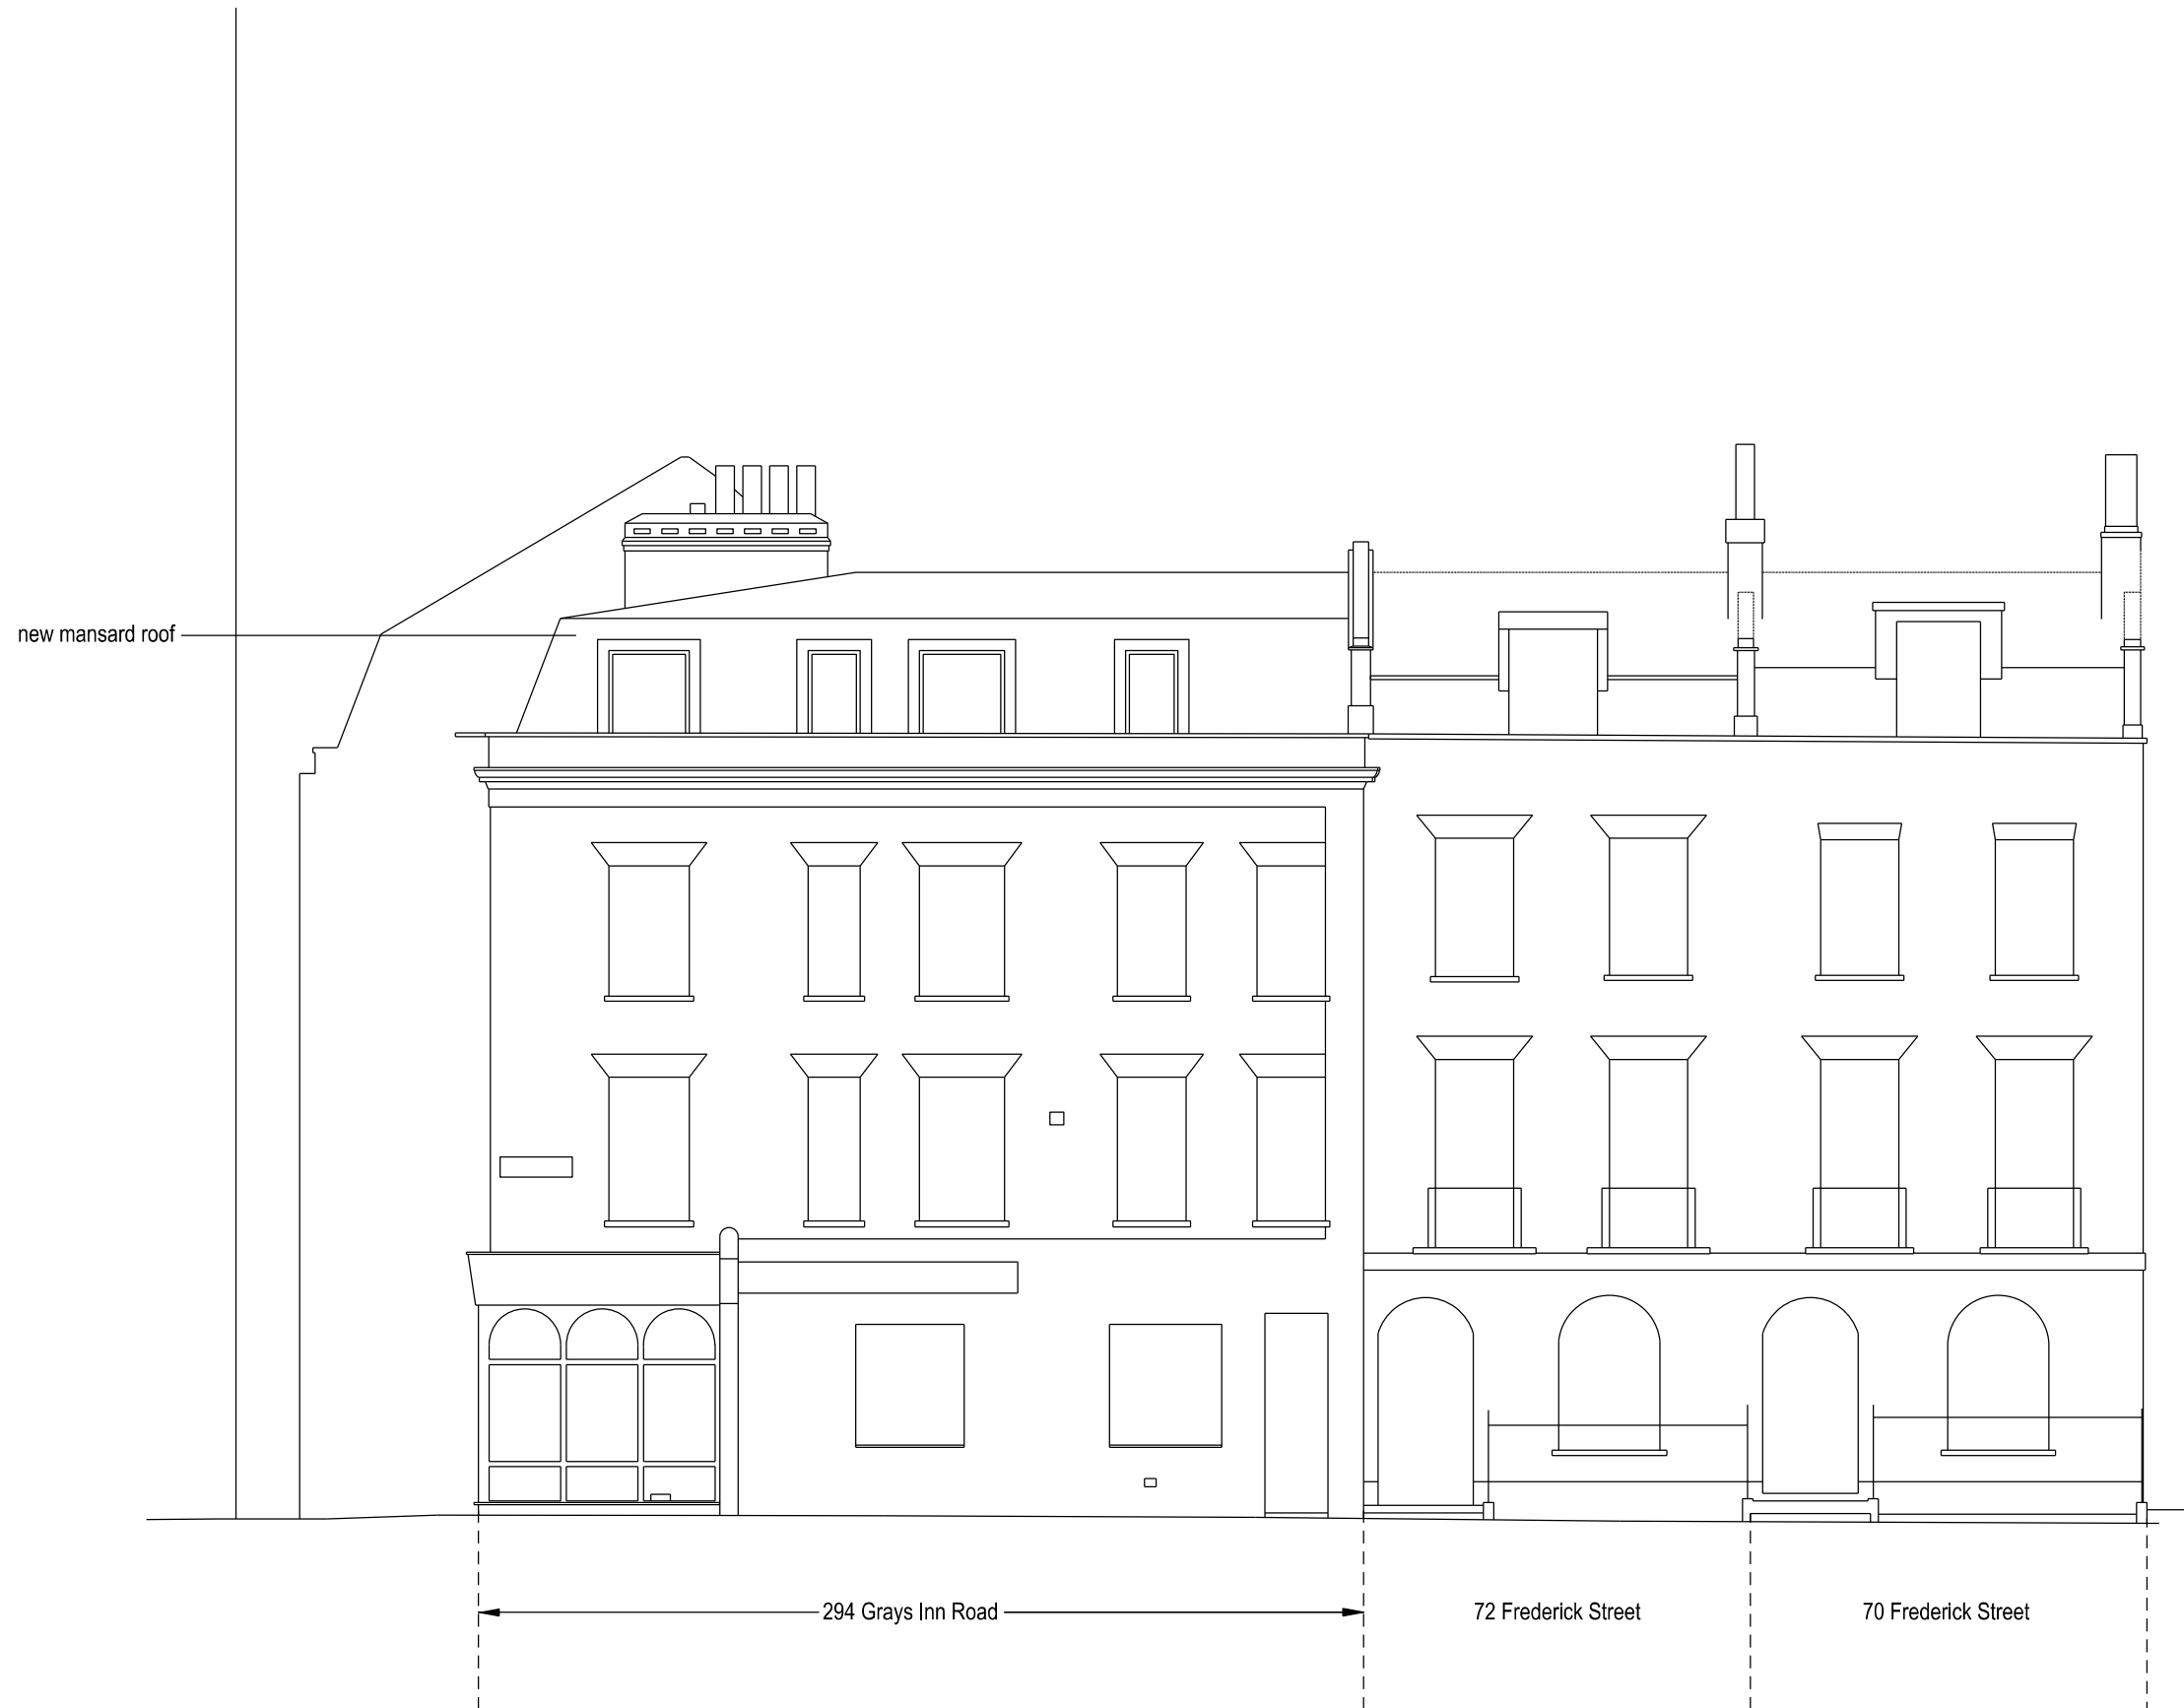 new mansard roof
294 Grays Inn Road
72 Frederick Street
70 Frederick Street